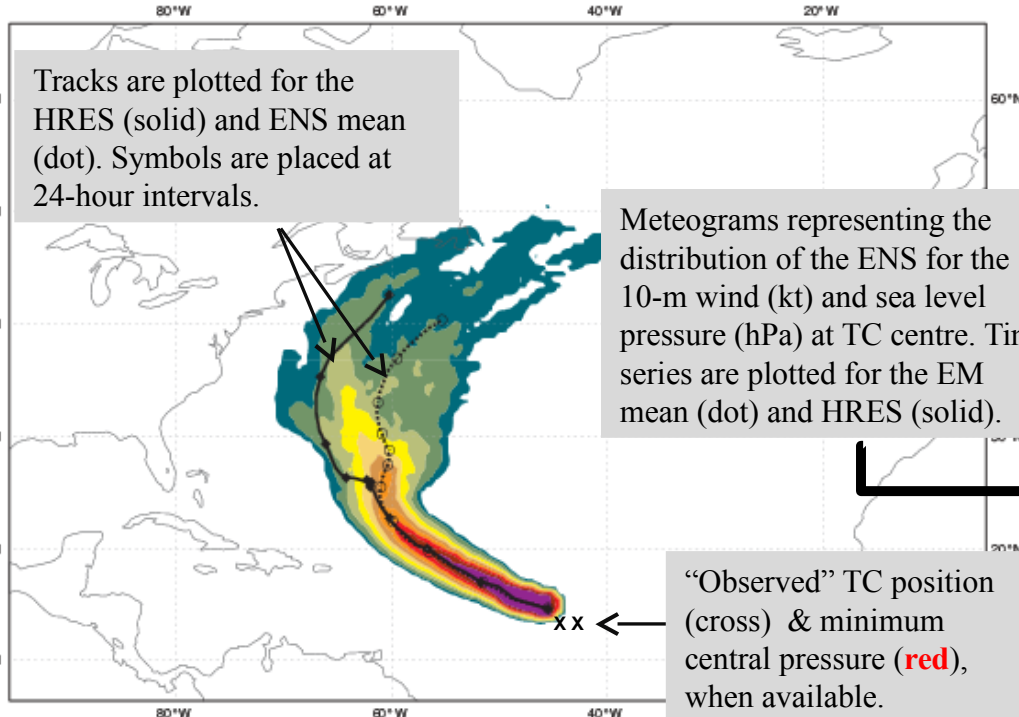 80°W 60°W 40°W 20°W
Tracks are plotted for the
HRES (solid) and ENS mean
(dot). Symbols are placed at
24-hour intervals.
60°N
Meteograms representing the
distribution of the ENS for the
10-m wind (kt) and sea level
pressure (hPa) at TC centre.
series are plotted for the EM
mean (dot) and HRES (solid).
20°N
“Observed” TC position
(cross) & minimum
central pressure (red),
when available.
x x
80°W 60°W 40°W 20°W